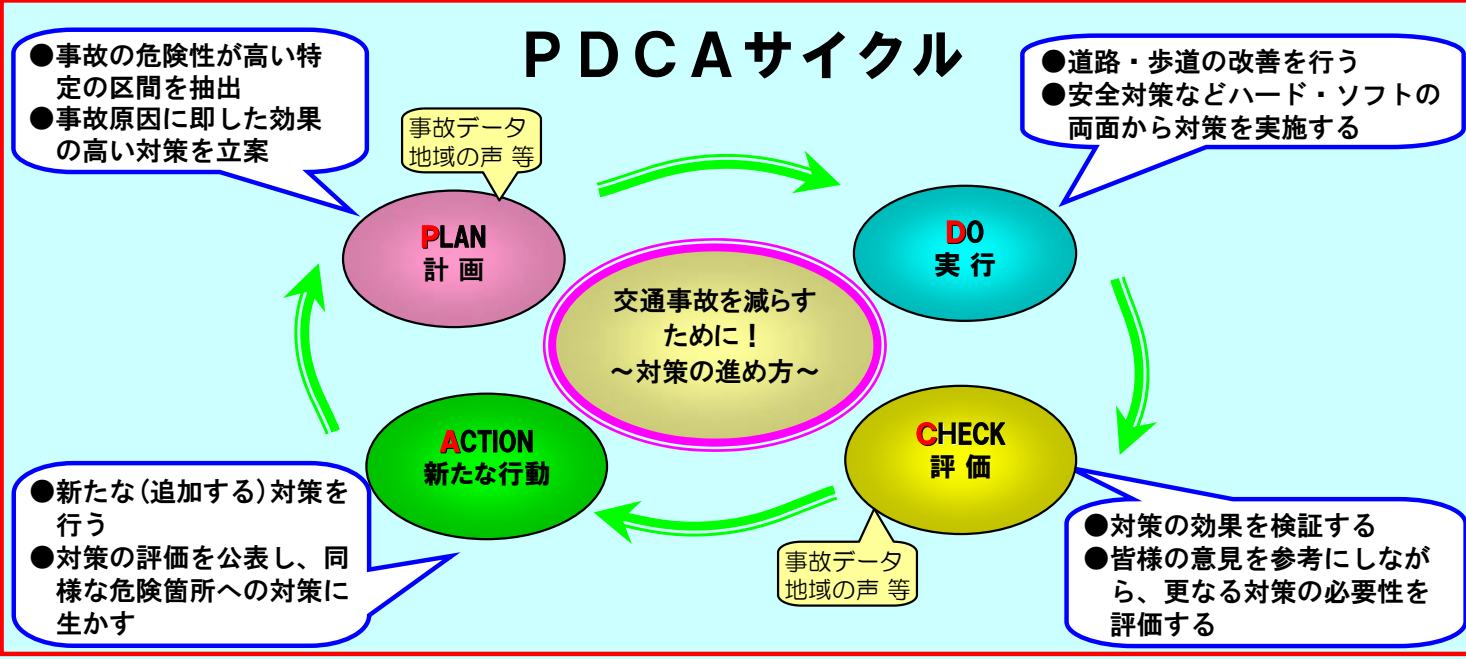 PDCAサイクル
●事故の危険性が高い特
定の区間を抽出
●事故原因に即した効果
の高い対策を立案
事故データ
地域の声 等
PLAN
計 画
●道路・歩道の改善を行う
●安全対策などハード・ソフトの
両面から対策を実施する
DO
実 行
交通事故を減らす
ために！
～対策の進め方～
ACTION
新たな行動
CHECK
評 価
●新たな(追加する)対策を
行う
●対策の評価を公表し、同
様な危険箇所への対策に
生かす
事故データ
地域の声 等
●対策の効果を検証する
●皆様の意見を参考にしなが
ら、更なる対策の必要性を
評価する